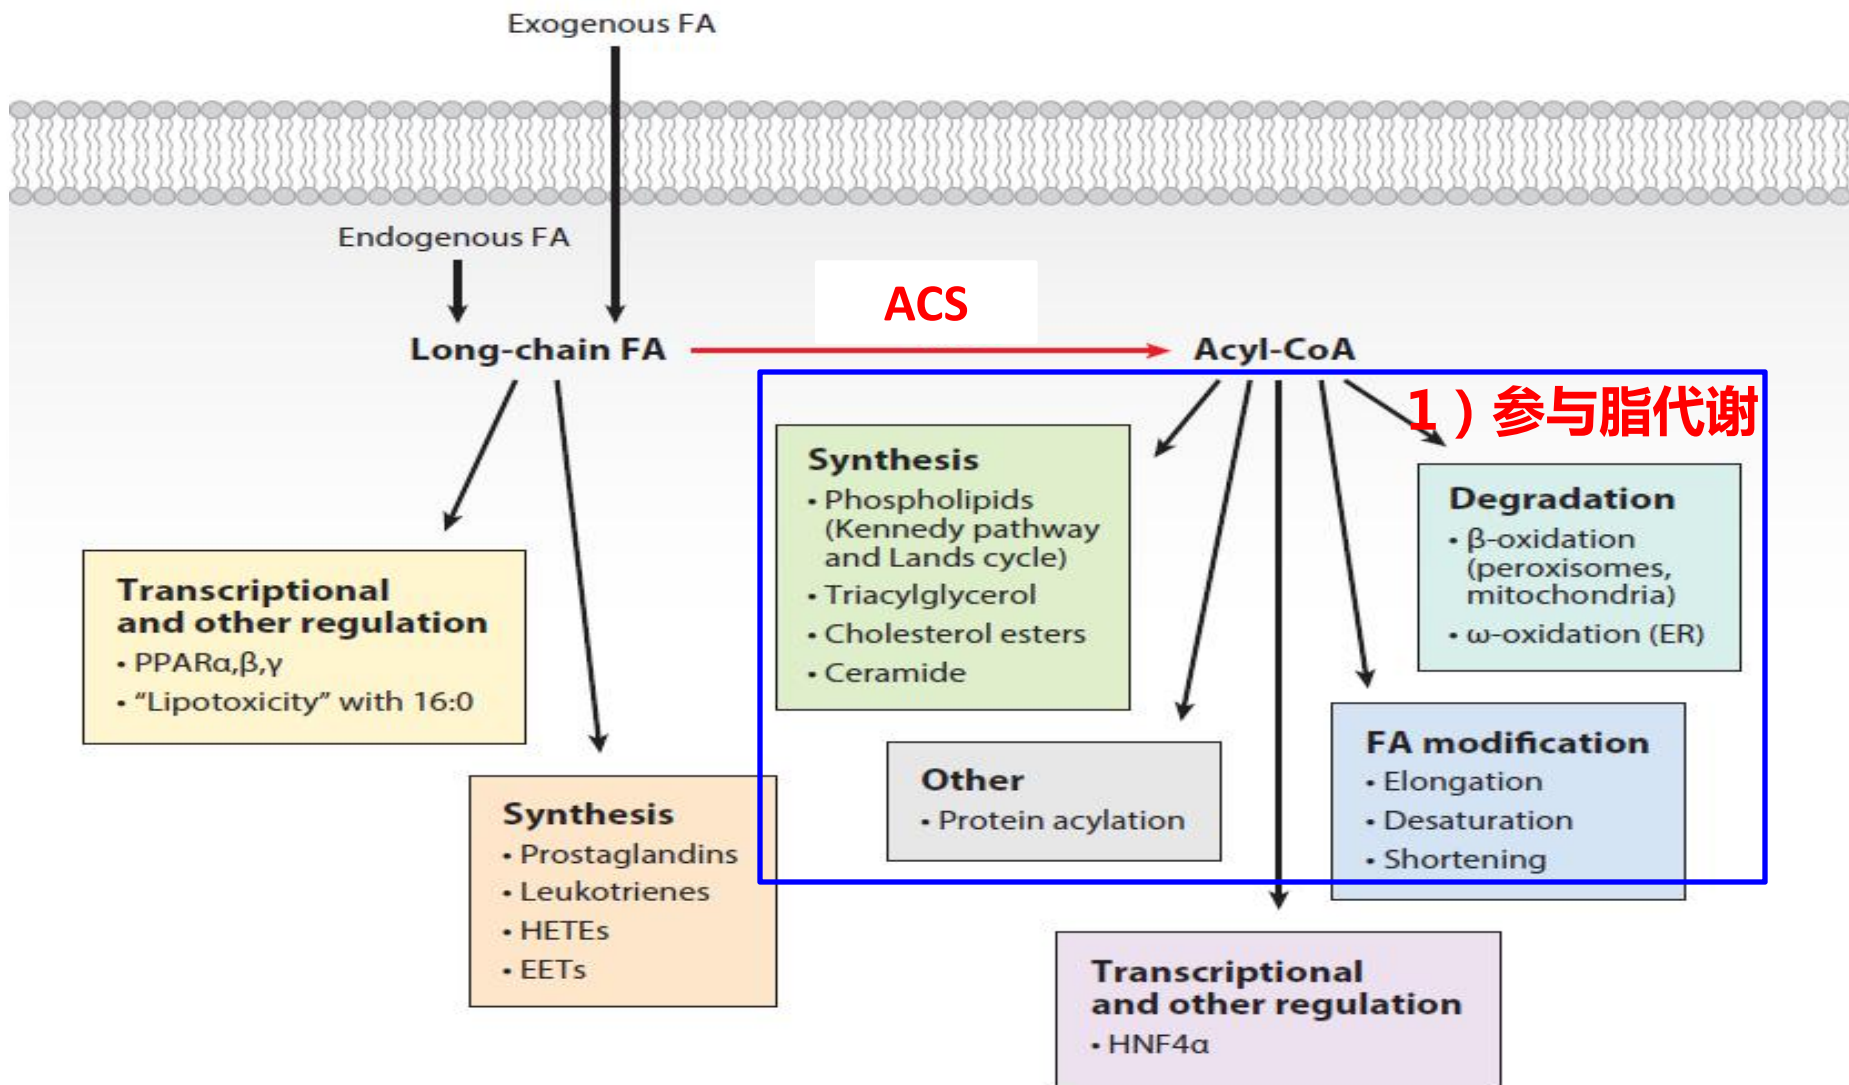 Exogenous FA
Endogenous FA
ACS
Long-chain FA
Acyl-CoA
1）参与脂代谢
Synthesis
• Phospholipids
(Kennedy pathway
and Lands cycle)
• Triacylglycerol
• Cholesterol esters
• Ceramide
Degradation
• β-oxidation
(peroxisomes,
mitochondria)
• ω-oxidation (ER)
Transcriptional
and other regulation
• PPARα,β,γ
• “Lipotoxicity” with 16:0
FA modification
• Elongation
• Desaturation
• Shortening
Other
• Protein acylation
Synthesis
• Prostaglandins
• Leukotrienes
• HETEs
• EETs
Transcriptional
and other regulation
• HNF4α